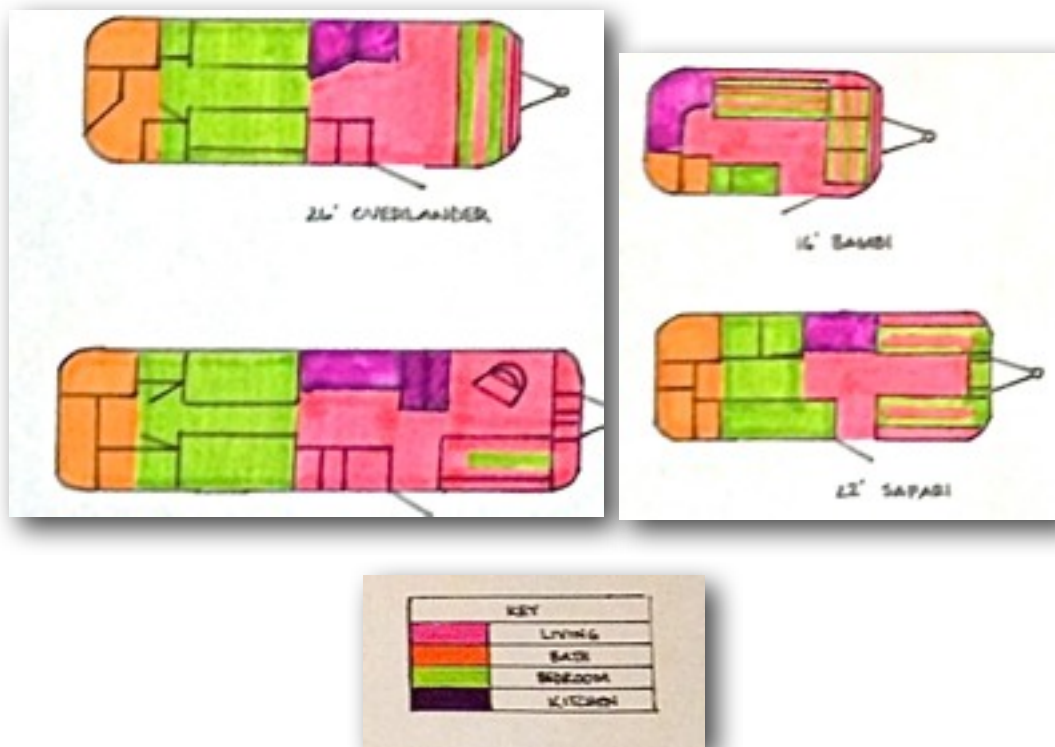 26' OVERLANDER
16' BAMBI
22' SAFARI
KEY
LIVING
BATH
BEDROOM
KITCHEN